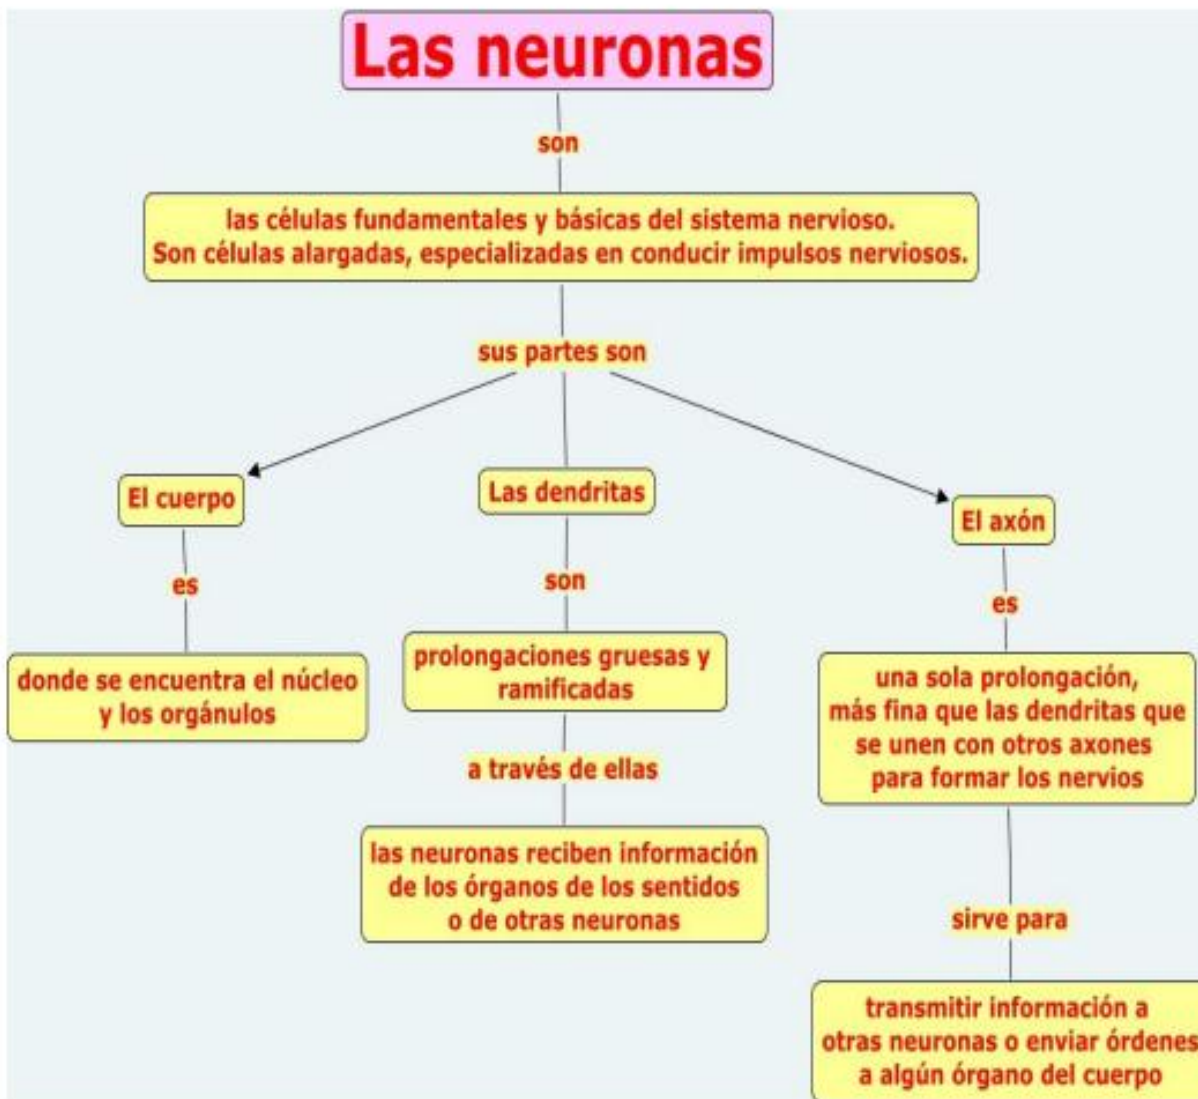 Las neuronas
son
las células fundamentales y básicas del sistema nervioso.
Son células alargadas, especializadas en conducir impulsos nerviosos.
sus partes son
El cuerpo
es
donde se encuentra el núcleo
y los orgánulos
Las dendritas
son
prolongaciones gruesas y
ramificadas
a través de ellas
las neuronas reciben información
de los órganos de los sentidos
o de otras neuronas
El axón
es
una sola prolongación,
más fina que las dendritas que
se unen con otros axones
para formar los nervios
sirve para
transmitir información a
otras neuronas o enviar órdenes
a algún órgano del cuerpo